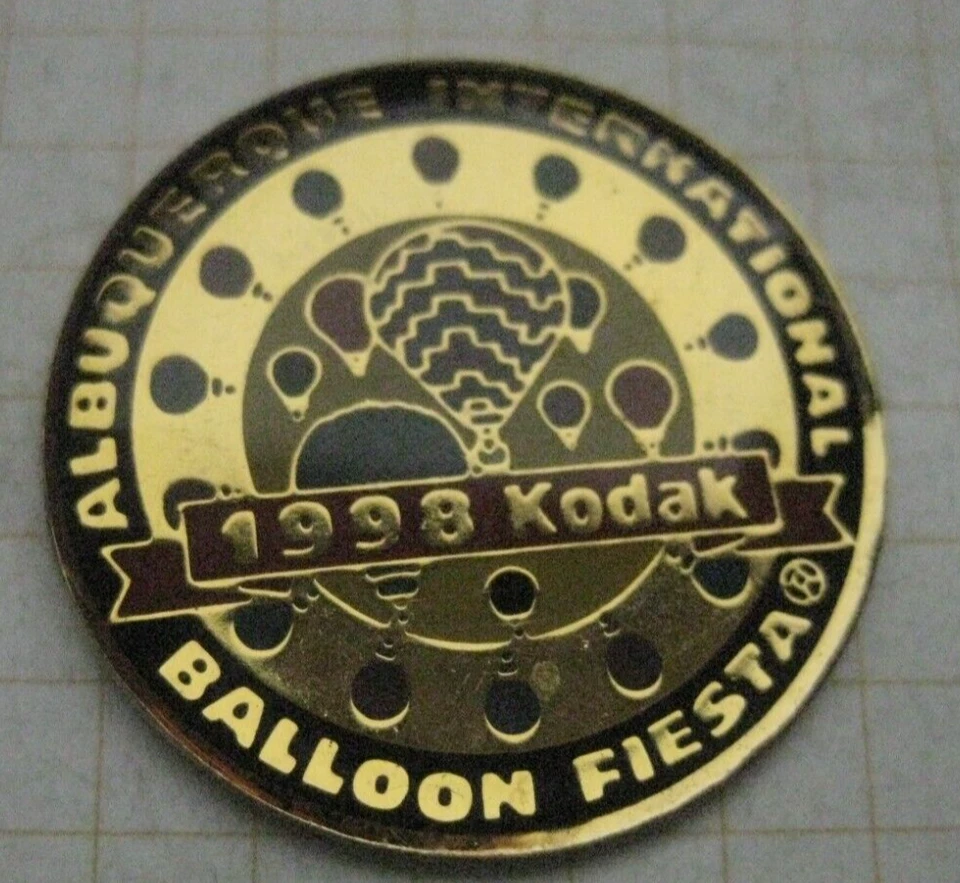 ALBUQUERQUE INTERNATIONAL
1998 Kodak
BALLOON FIESTA®